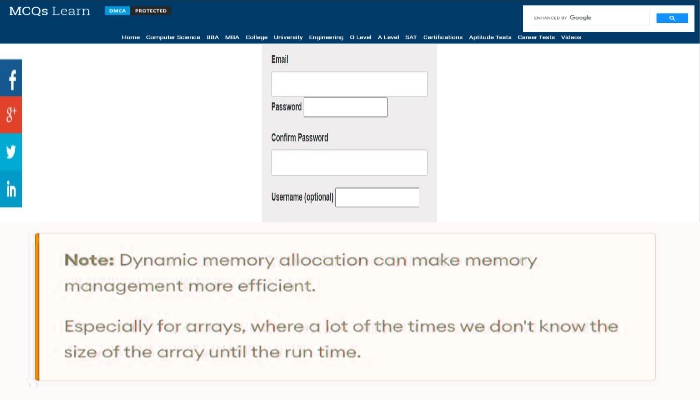 MCQs Learn DMCA PROTECTED
ENHANCED BY Google
Home Computer Science BBA MBA College University Engineering O Level A Level SAT Certifications Aptitude Tests Career Tests Videos
Email
Password
Confirm Password
Username (optional)
Note: Dynamic memory allocation can make memory
management more efficient.
Especially for arrays, where a lot of the times we don't know the
size of the array until the run time.